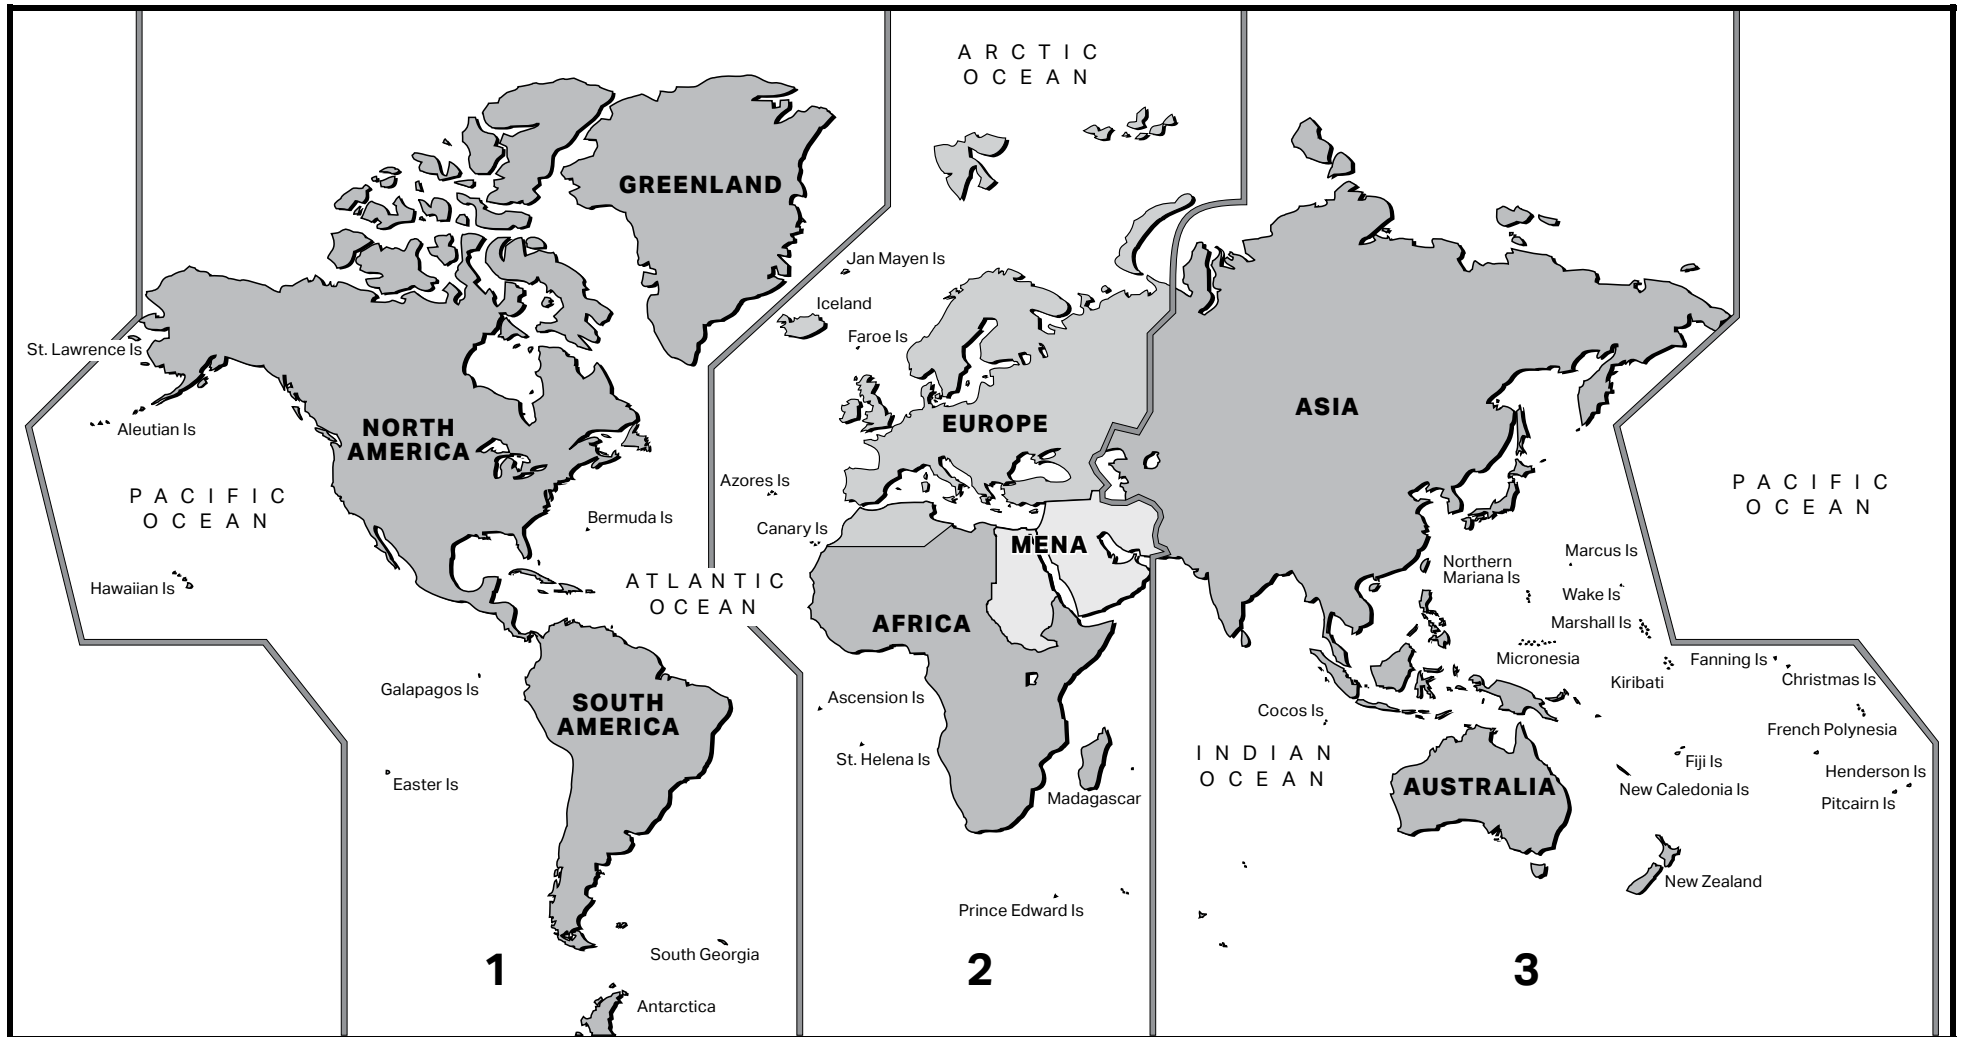 ARCTIC
OCEAN
GREENLAND
Jan Mayen Is
Iceland
Faroe Is
St. Lawrence Is
Aleutian Is
NORTH
AMERICA
EUROPE
ASIA
PACIFIC
OCEAN
Azores Is
Bermuda Is
Canary Is
MENA
PACIFIC
OCEAN
Hawaiian Is
ATLANTIC
OCEAN
AFRICA
Northern
Mariana Is
Marcus Is
Wake Is
Marshall Is
Micronesia
Kiribati
Fanning Is
Christmas Is
Galapagos Is
SOUTH
AMERICA
Ascension Is
St. Helena Is
Cocos Is
French Polynesia
Easter Is
Madagascar
INDIAN
OCEAN
AUSTRALIA
Fiji Is
New Caledonia Is
Henderson Is
Pitcairn Is
New Zealand
Prince Edward Is
South Georgia
Antarctica
1
2
3